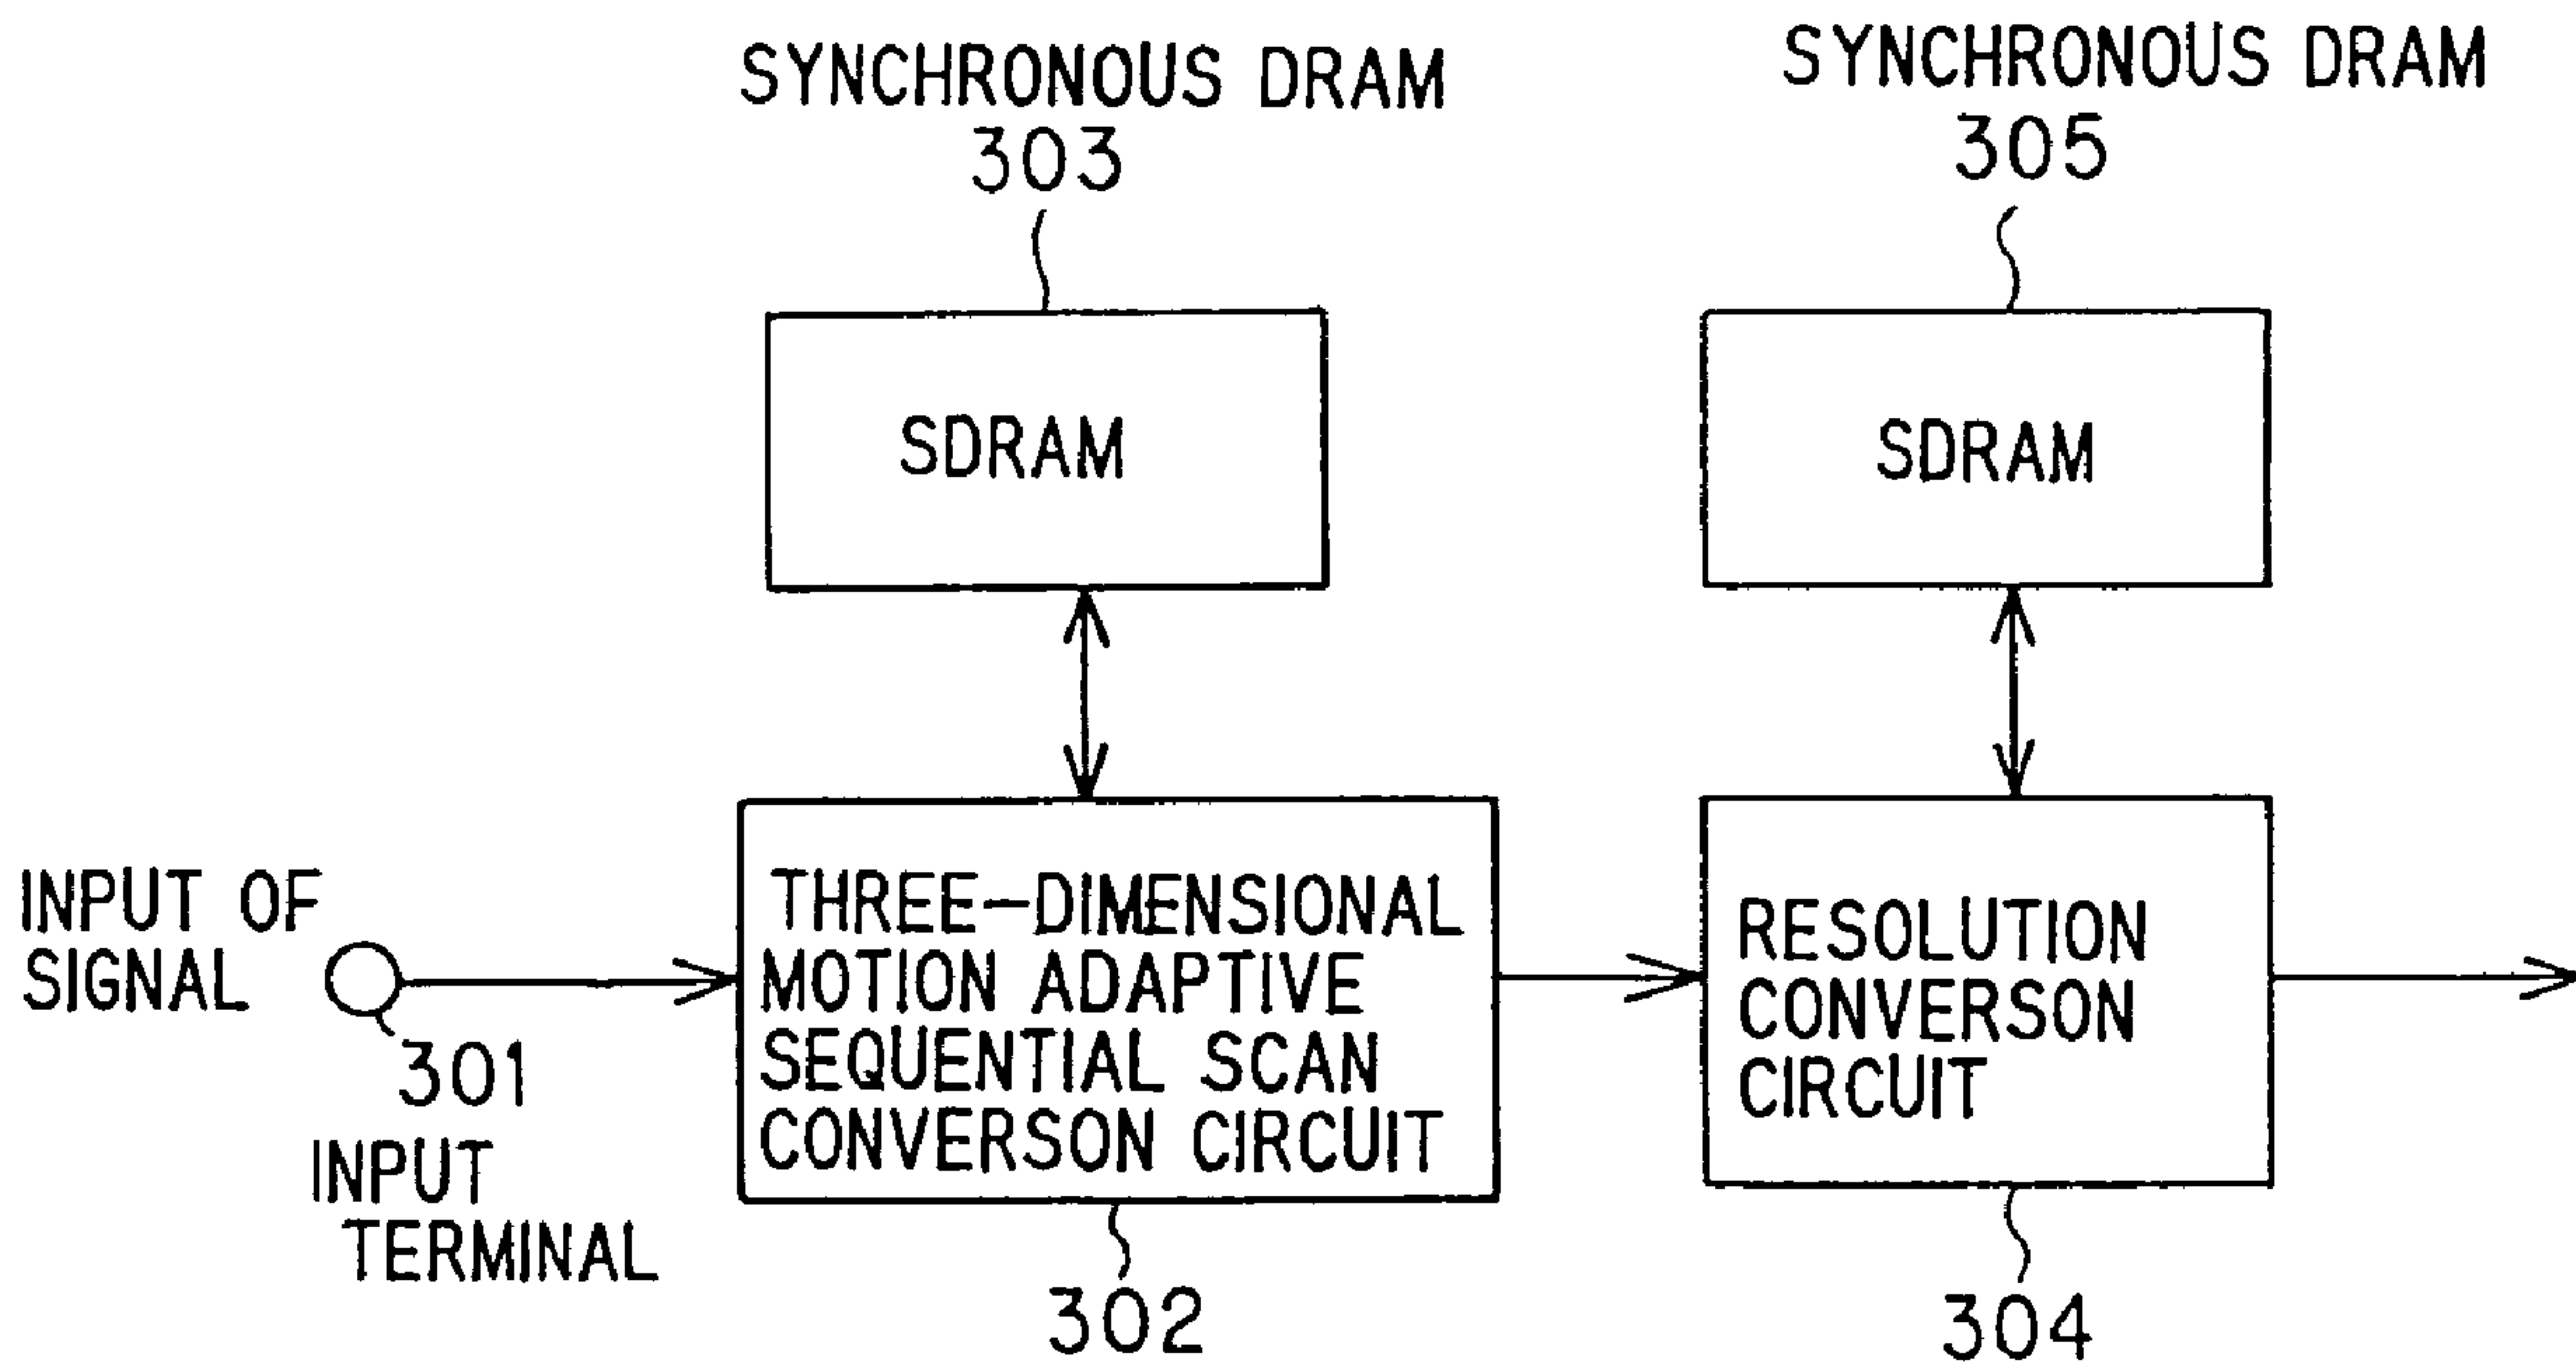 SYNCHRONOUS DRAM
303
SYNCHRONOUS DRAM
305
SDRAM
SDRAM
INPUT OF
SIGNAL
301
INPUT
TERMINAL
THREE-DIMENSIONAL
MOTION ADAPTIVE
SEQUENTIAL SCAN
CONVERSON CIRCUIT
302
RESOLUTION
CONVERSON
CIRCUIT
304